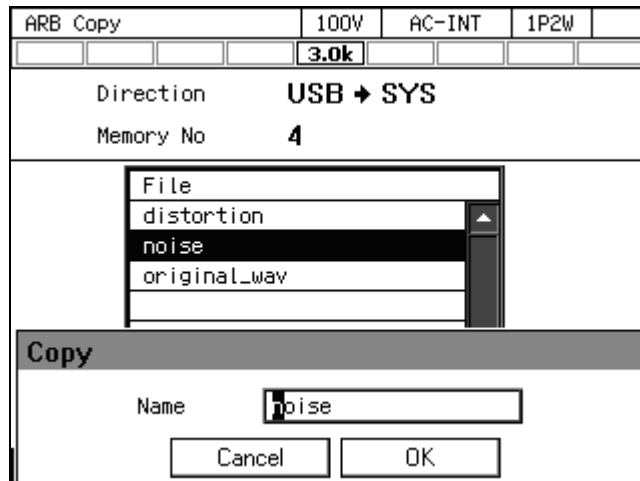 ARB Copy 100V AC-INT 1P2W
3.0k
Direction USB → SYS
Memory No 4
File
distortion
noise
original_wav
Copy
Name noise
Cancel OK